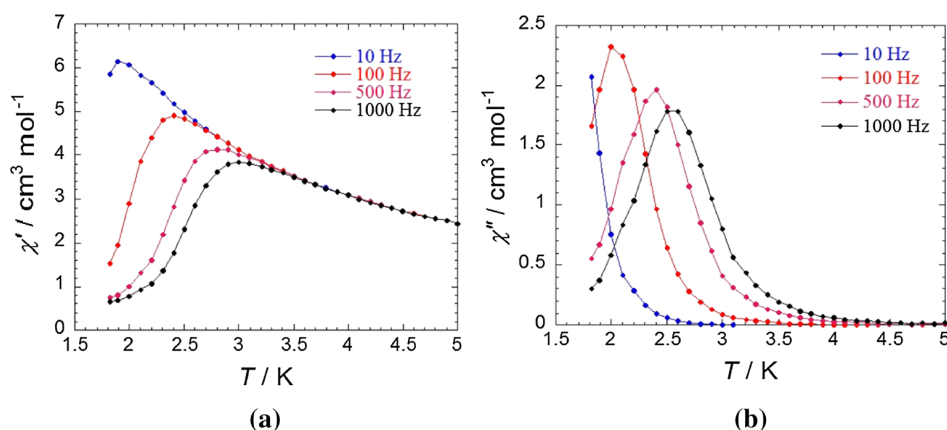 7
6
5
4
3
2
1
0
χ′ / cm³ mol⁻¹
10 Hz
100 Hz
500 Hz
1000 Hz
1.5 2 2.5 3 3.5 4 4.5 5
T / K
(a)
2.5
2
1.5
1
0.5
0
χ″ / cm³ mol⁻¹
10 Hz
100 Hz
500 Hz
1000 Hz
1.5 2 2.5 3 3.5 4 4.5 5
T / K
(b)